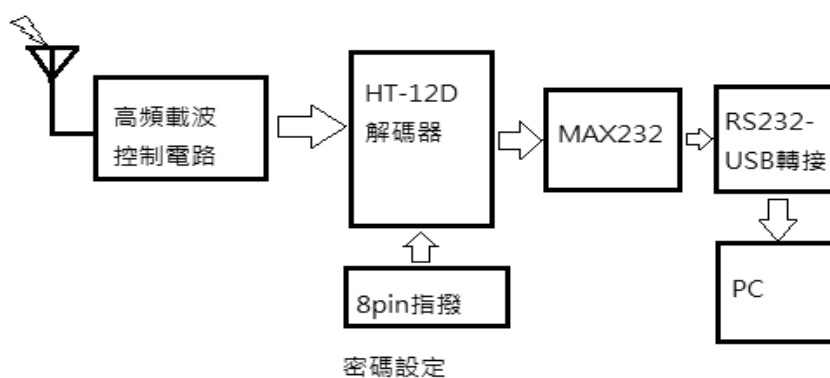 高頻載波
控制電路
HT-12D
解碼器
MAX232
RS232-
USB轉接
8pin指撥
PC
密碼設定